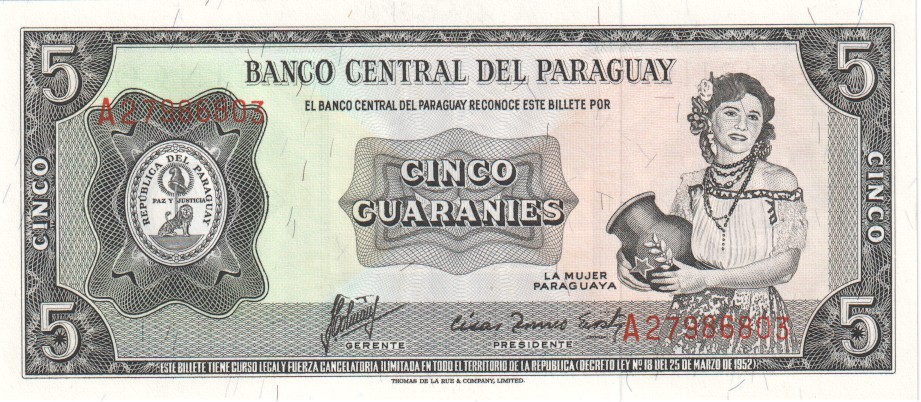 5
5
BANCO CENTRAL DEL PARAGUAY
EL BANCO CENTRAL DEL PARAGUAY RECONOCE ESTE BILLETE POR
A27986803
REPÚBLICA DEL PARAGUAY
PAZ Y JUSTICIA
CINCO
GUARANIES
CINCO
CINCO
LA MUJER
PARAGUAYA
GERENTE
PRESIDENTE
A27986803
5
5
ESTE BILLETE TIENE CURSO LEGAL Y FUERZA CANCELATORIA ILIMITADA EN TODO EL TERRITORIO DE LA REPUBLICA (DECRETO LEY Nº 18 DEL 25 DE MARZO DE 1952)
THOMAS DE LA RUE & COMPANY, LIMITED.